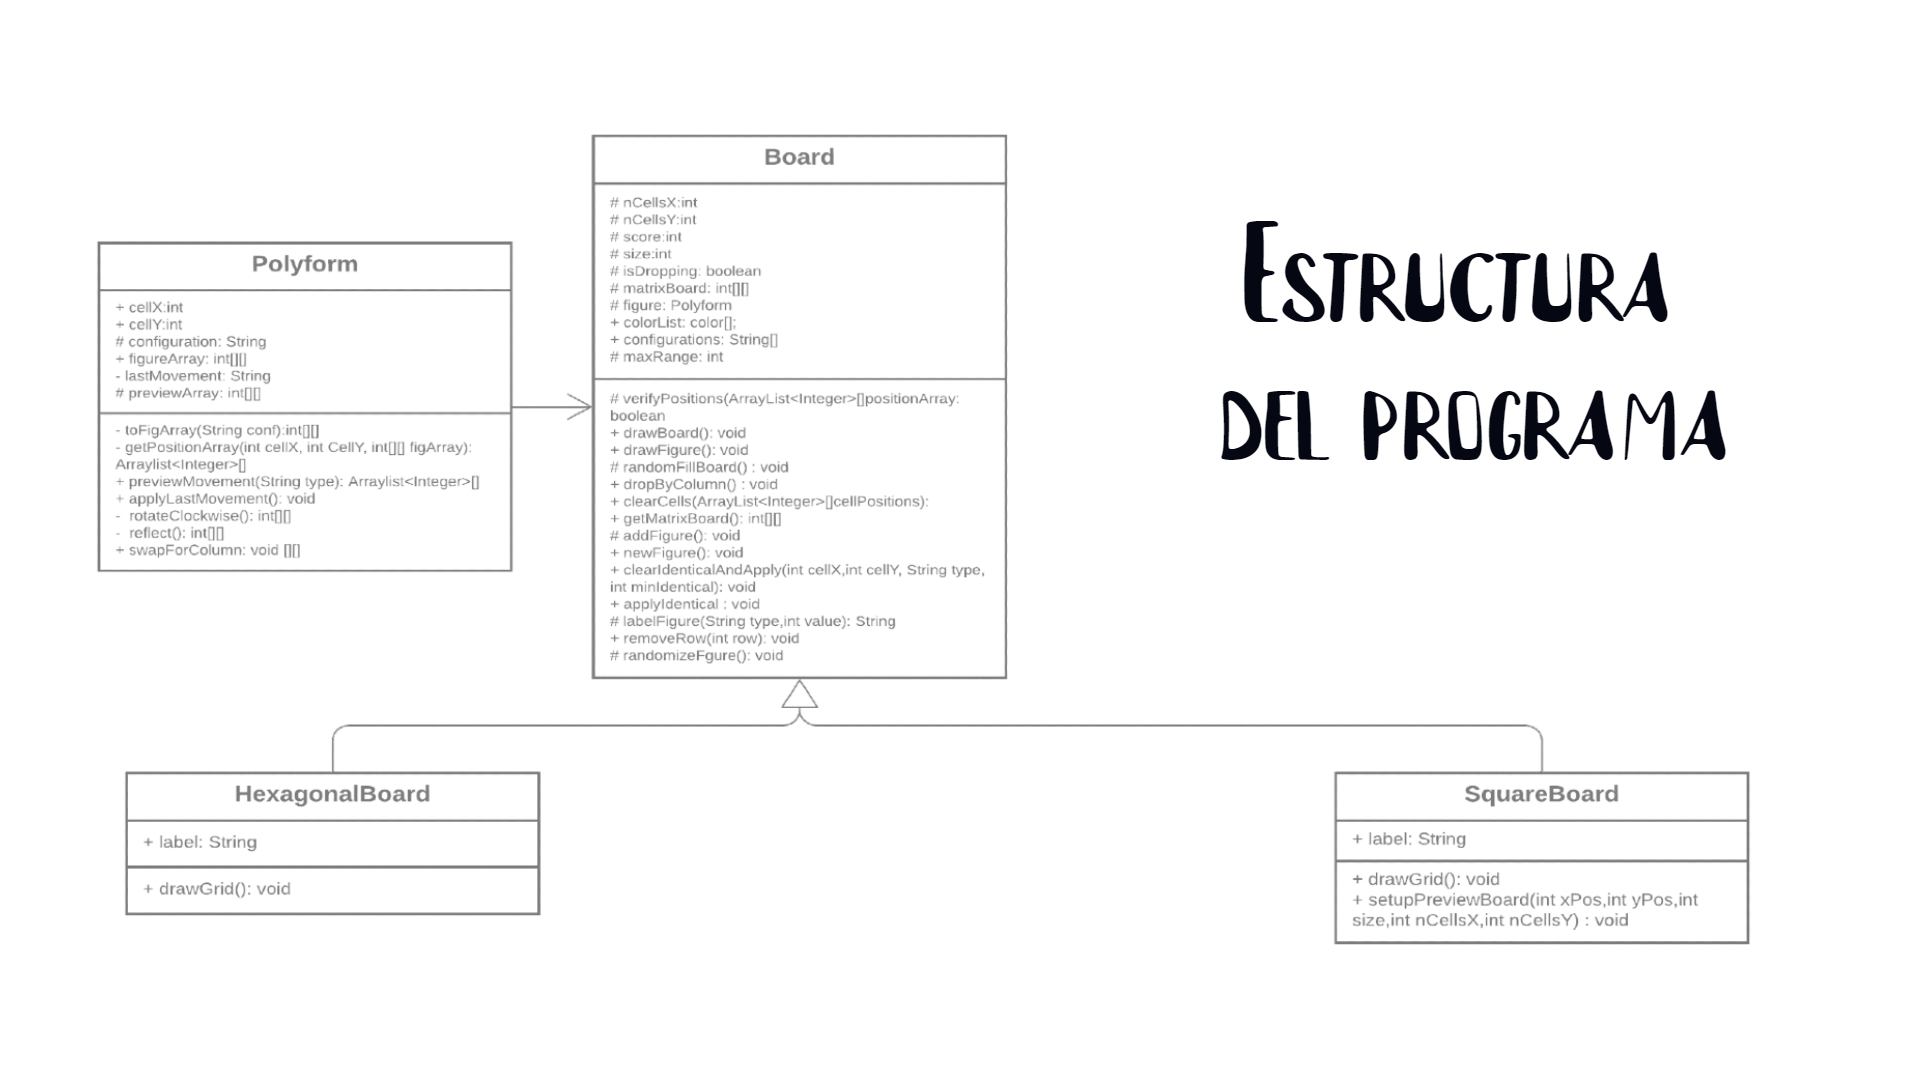 Board
# nCellsX:int
# nCellsY:int
# score:int
# size:int
# isDropping: boolean
# matrixBoard: int[][]
# figure: Polyform
+ colorList: color[];
+ configurations: String[]
# maxRange: int
# verifyPositions(ArrayList<Integer>[]positionArray:
boolean
+ drawBoard(): void
+ drawFigure(): void
# randomFillBoard() : void
+ dropByColumn() : void
+ clearCells(ArrayList<Integer>[]cellPositions):
+ getMatrixBoard(): int[][]
# addFigure(): void
+ newFigure(): void
+ clearIdenticalAndApply(int cellX,int cellY, String type,
int minIdentical): void
+ applyIdentical : void
# labelFigure(String type,int value): String
+ removeRow(int row): void
# randomizeFgure(): void
Polyform
+ cellX:int
+ cellY:int
# configuration: String
+ figureArray: int[][]
- lastMovement: String
# previewArray: int[][]
- toFigArray(String conf):int[][]
- getPositionArray(int cellX, int CellY, int[][] figArray):
Arraylist<Integer>[]
+ previewMovement(String type): Arraylist<Integer>[]
+ applyLastMovement(): void
- rotateClockwise(): int[][]
- reflect(): int[][]
+ swapForColumn: void [][]
Estructura
del programa
HexagonalBoard
+ label: String
+ drawGrid(): void
SquareBoard
+ label: String
+ drawGrid(): void
+ setupPreviewBoard(int xPos,int yPos,int
size,int nCellsX,int nCellsY) : void